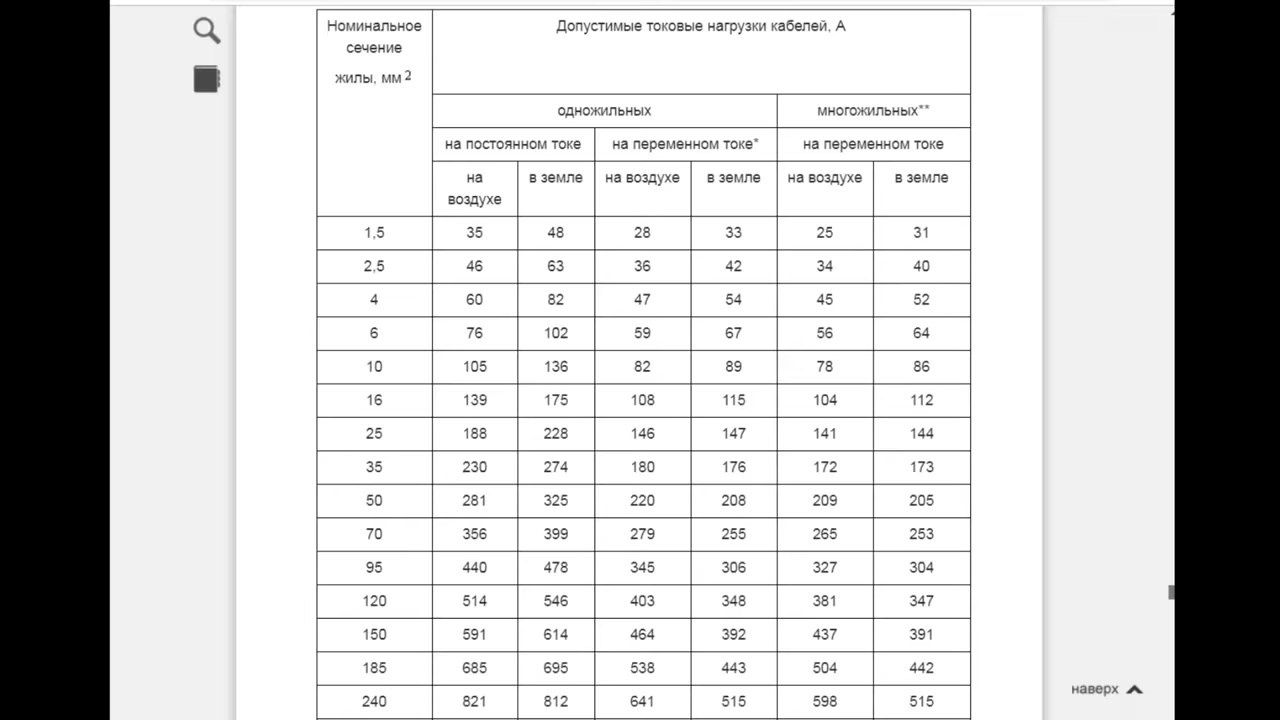 Номинальное
сечение
жилы, мм 2
Допустимые токовые нагрузки кабелей, А
одножильных многожильных**
на постоянном токе на переменном токе* на переменном токе
на
воздухе
в земле на воздухе в земле на воздухе в земле
1,5 35 48 28 33 25 31
2,5 46 63 36 42 34 40
4 60 82 47 54 45 52
6 76 102 59 67 56 64
10 105 136 82 89 78 86
16 139 175 108 115 104 112
25 188 228 146 147 141 144
35 230 274 180 176 172 173
50 281 325 220 208 209 205
70 356 399 279 255 265 253
95 440 478 345 306 327 304
120 514 546 403 348 381 347
150 591 614 464 392 437 391
185 685 695 538 443 504 442
240 821 812 641 515 598 515
наверх